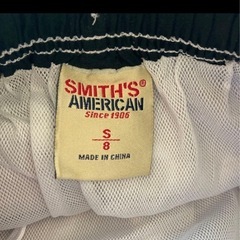 SMITH'S®
AMERICAN
Since 1906
S
8
MADE IN CHINA